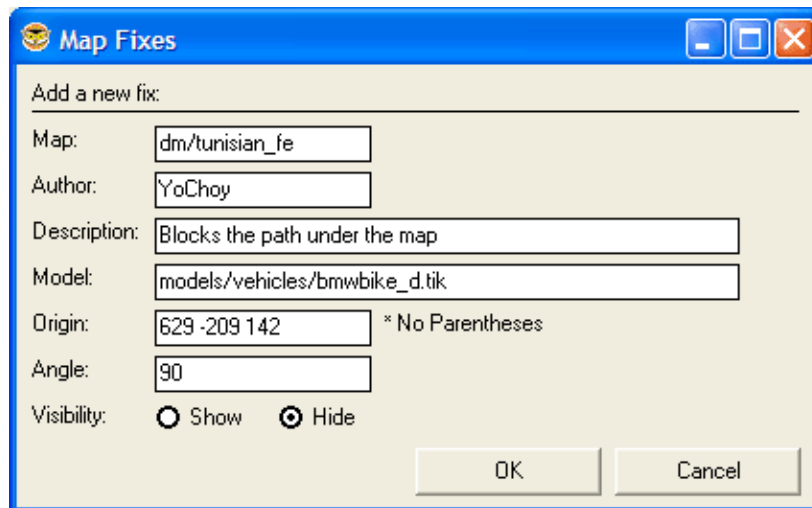 Map Fixes
Add a new fix:
Map: dm/tunisian_fe
Author: YoChoy
Description: Blocks the path under the map
Model: models/vehicles/bmwbike_d.tik
Origin: 629 -209 142 * No Parentheses
Angle: 90
Visibility: Show Hide
OK Cancel